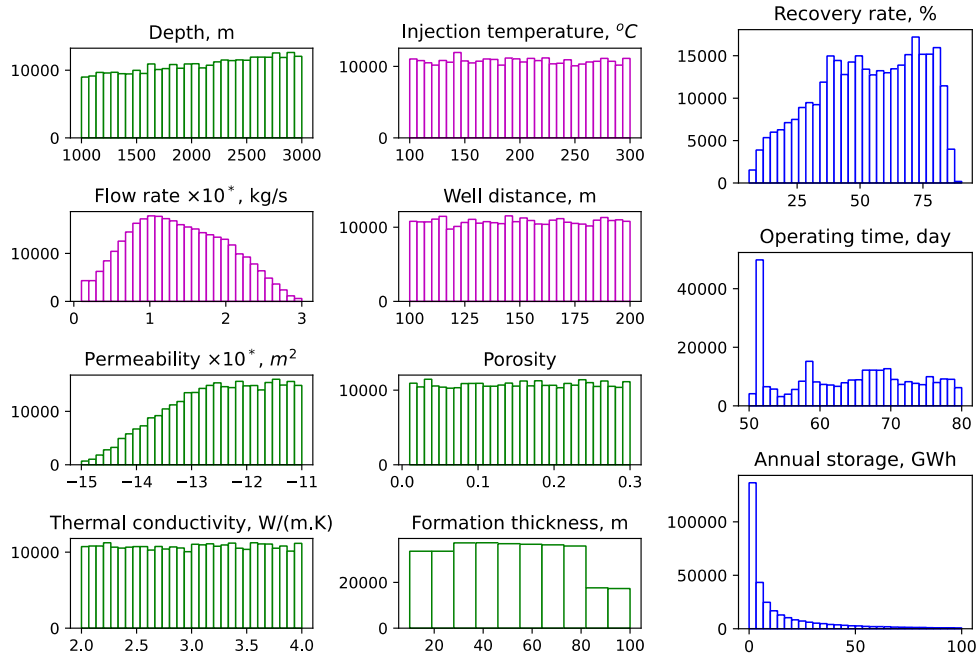 Depth, m
10000
0
1000 1500 2000 2500 3000
Injection temperature, °C
10000
0
100 150 200 250 300
Recovery rate, %
15000
10000
5000
0
25 50 75
Flow rate ×10*, kg/s
10000
0
0 1 2 3
Well distance, m
10000
0
100 125 150 175 200
Operating time, day
40000
20000
0
50 60 70 80
Permeability ×10*, m²
10000
0
−15 −14 −13 −12 −11
Porosity
10000
0
0.0 0.1 0.2 0.3
Annual storage, GWh
100000
50000
0
0 50 100
Thermal conductivity, W/(m.K)
10000
0
2.0 2.5 3.0 3.5 4.0
Formation thickness, m
20000
0
20 40 60 80 100